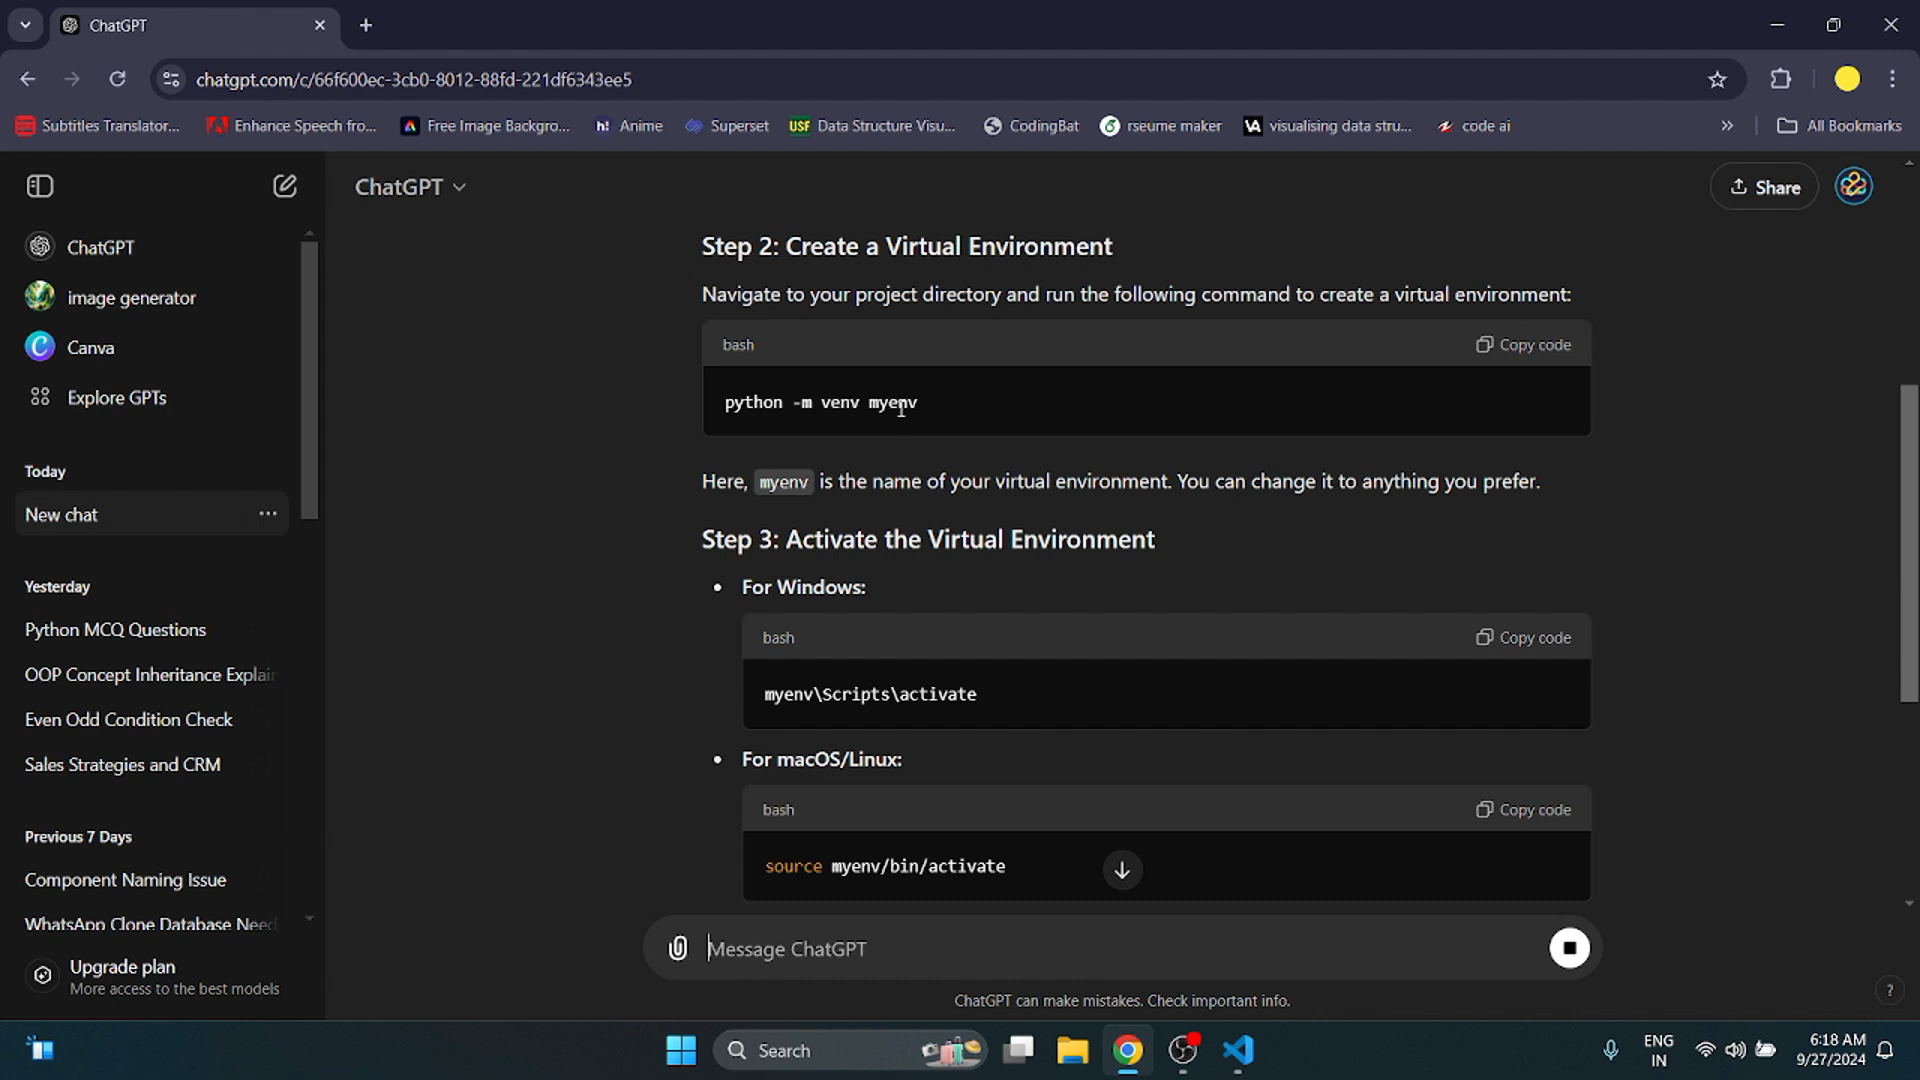 ChatGPT
chatgpt.com/c/66f600ec-3cb0-8012-88fd-221df6343ee5
Subtitles Translator...
Enhance Speech fro...
Free Image Backgro...
h! Anime
Superset
USF Data Structure Visu...
CodingBat
rseume maker
VA visualising data stru...
code ai
All Bookmarks
ChatGPT
image generator
Canva
Explore GPTs
Today
New chat
Yesterday
Python MCQ Questions
OOP Concept Inheritance Explain
Even Odd Condition Check
Sales Strategies and CRM
Previous 7 Days
Component Naming Issue
WhatsApp Clone Database Need
Upgrade plan
More access to the best models
ChatGPT
Share
Step 2: Create a Virtual Environment
Navigate to your project directory and run the following command to create a virtual environment:
bash
Copy code
python -m venv myenv
Here, myenv is the name of your virtual environment. You can change it to anything you prefer.
Step 3: Activate the Virtual Environment
• For Windows:
bash
Copy code
myenv\Scripts\activate
• For macOS/Linux:
bash
Copy code
source myenv/bin/activate
Message ChatGPT
ChatGPT can make mistakes. Check important info.
?
Search
ENG
IN
6:18 AM
9/27/2024